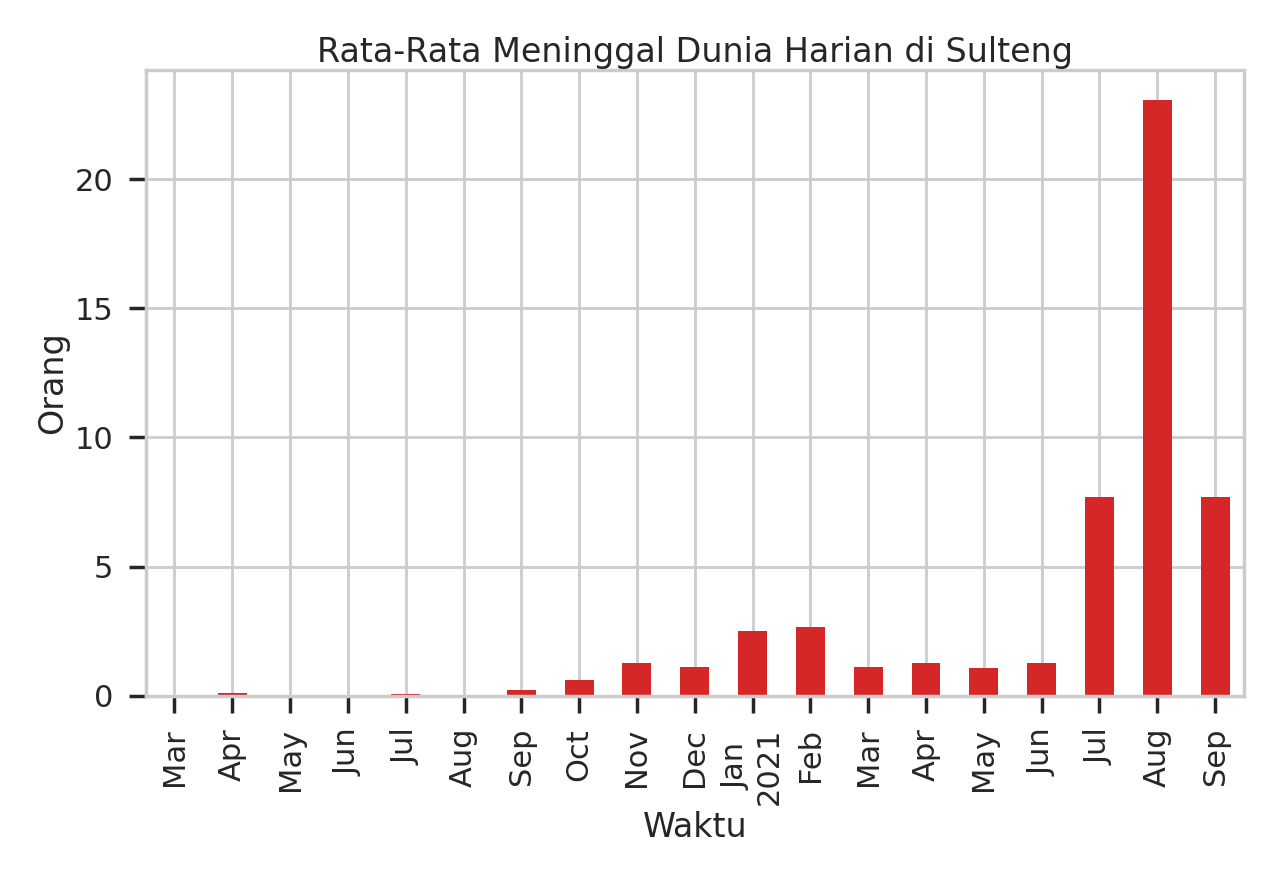 Rata-Rata Meninggal Dunia Harian di Sulteng
Orang
20
15
10
5
0
Mar
Apr
May
Jun
Jul
Aug
Sep
Oct
Nov
Dec
Jan
2021
Feb
Mar
Apr
May
Jun
Jul
Aug
Sep
Waktu